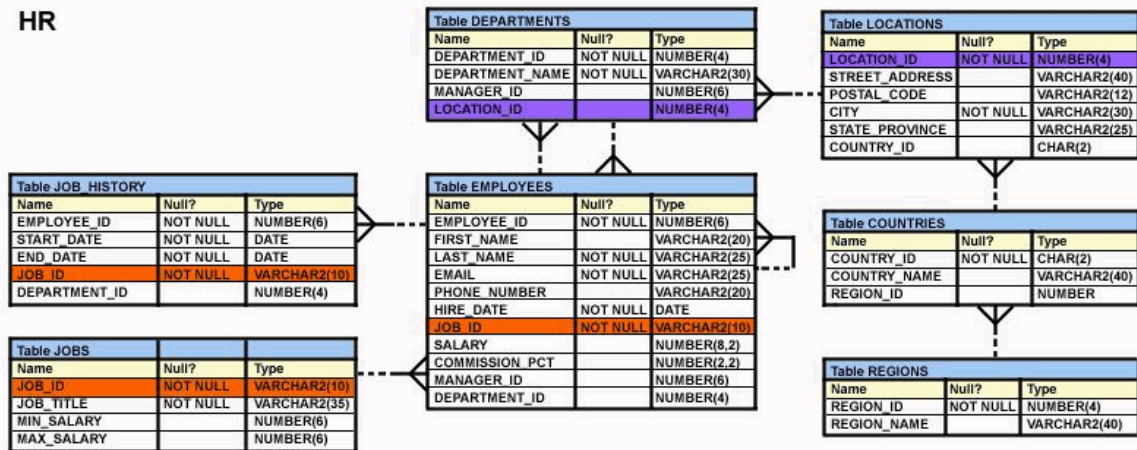 HR
Table DEPARTMENTS
Name Null? Type
DEPARTMENT_ID NOT NULL NUMBER(4)
DEPARTMENT_NAME NOT NULL VARCHAR2(30)
MANAGER_ID NUMBER(6)
LOCATION_ID NUMBER(4)
Table LOCATIONS
Name Null? Type
LOCATION_ID NOT NULL NUMBER(4)
STREET_ADDRESS VARCHAR2(40)
POSTAL_CODE VARCHAR2(12)
CITY NOT NULL VARCHAR2(30)
STATE_PROVINCE VARCHAR2(25)
COUNTRY_ID CHAR(2)
Table JOB_HISTORY
Name Null? Type
EMPLOYEE_ID NOT NULL NUMBER(6)
START_DATE NOT NULL DATE
END_DATE NOT NULL DATE
JOB_ID NOT NULL VARCHAR2(10)
DEPARTMENT_ID NUMBER(4)
Table EMPLOYEES
Name Null? Type
EMPLOYEE_ID NOT NULL NUMBER(6)
FIRST_NAME VARCHAR2(20)
LAST_NAME NOT NULL VARCHAR2(25)
EMAIL NOT NULL VARCHAR2(25)
PHONE_NUMBER VARCHAR2(20)
HIRE_DATE NOT NULL DATE
JOB_ID NOT NULL VARCHAR2(10)
SALARY NUMBER(8,2)
COMMISSION_PCT NUMBER(2,2)
MANAGER_ID NUMBER(6)
DEPARTMENT_ID NUMBER(4)
Table COUNTRIES
Name Null? Type
COUNTRY_ID NOT NULL CHAR(2)
COUNTRY_NAME VARCHAR2(40)
REGION_ID NUMBER
Table JOBS
Name Null? Type
JOB_ID NOT NULL VARCHAR2(10)
JOB_TITLE NOT NULL VARCHAR2(35)
MIN_SALARY NUMBER(6)
MAX_SALARY NUMBER(6)
Table REGIONS
Name Null? Type
REGION_ID NOT NULL NUMBER(4)
REGION_NAME VARCHAR2(40)